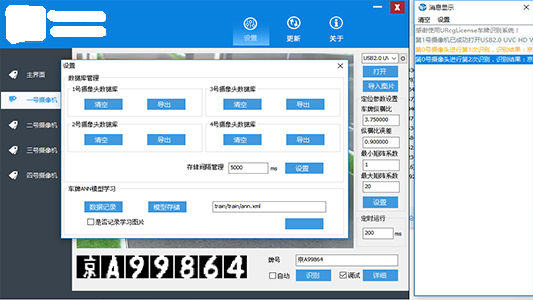 设置
更新
关于
主界面
一号摄像机
二号摄像机
三号摄像机
四号摄像机
设置
数据库管理
1号摄像头数据库
清空
导出
3号摄像头数据库
清空
导出
2号摄像头数据库
清空
导出
4号摄像头数据库
清空
导出
存储间隔管理
5000
ms
设置
车牌ANN模型学习
数据记录
模型存储
train/train/ann.xml
是否记录学习图片
USB2.0 U
打开
导入图片
定位参数设置
车牌纵横比
3.750000
纵横比误差
0.900000
最小矩阵系数
1
最大矩阵系数
20
设置
定时运行
200
ms
京A99864
牌号
京A99864
自动
识别
调试
详细
消息显示
清空 设置
感谢使用URcgLicense车牌识别系统！
第1号摄像机已成功打开USB2.0 UVC HD W
第0号摄像头进行第1次识别，识别结果：京
第0号摄像头进行第2次识别，识别结果：京